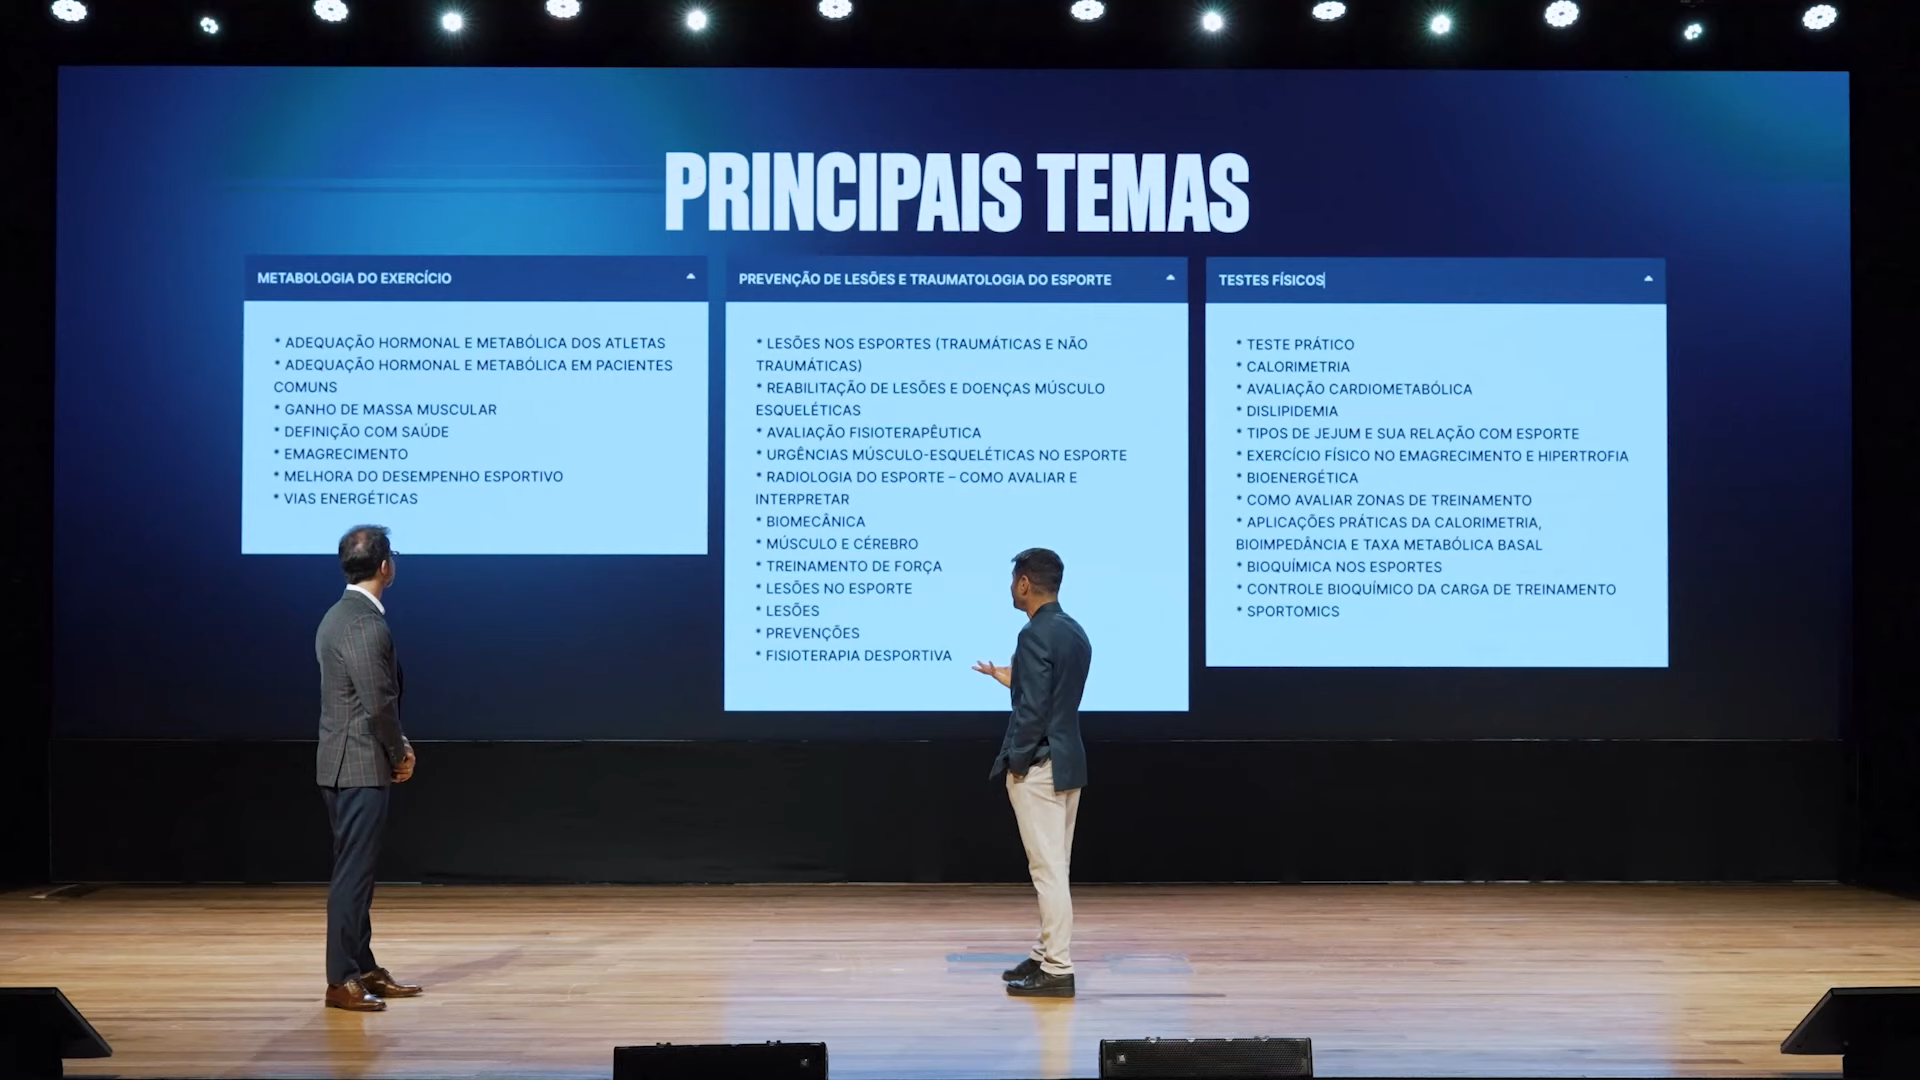 PRINCIPAIS TEMAS
METABOLOGIA DO EXERCÍCIO
* ADEQUAÇÃO HORMONAL E METABÓLICA DOS ATLETAS
* ADEQUAÇÃO HORMONAL E METABÓLICA EM PACIENTES
COMUNS
* GANHO DE MASSA MUSCULAR
* DEFINIÇÃO COM SAÚDE
* EMAGRECIMENTO
* MELHORA DO DESEMPENHO ESPORTIVO
* VIAS ENERGÉTICAS
PREVENÇÃO DE LESÕES E TRAUMATOLOGIA DO ESPORTE
* LESÕES NOS ESPORTES (TRAUMÁTICAS E NÃO
TRAUMÁTICAS)
* REABILITAÇÃO DE LESÕES E DOENÇAS MÚSCULO
ESQUELÉTICAS
* AVALIAÇÃO FISIOTERAPÊUTICA
* URGÊNCIAS MÚSCULO-ESQUELÉTICAS NO ESPORTE
* RADIOLOGIA DO ESPORTE – COMO AVALIAR E
INTERPRETAR
* BIOMECÂNICA
* MÚSCULO E CÉREBRO
* TREINAMENTO DE FORÇA
* LESÕES NO ESPORTE
* LESÕES
* PREVENÇÕES
* FISIOTERAPIA DESPORTIVA
TESTES FÍSICOS
* TESTE PRÁTICO
* CALORIMETRIA
* AVALIAÇÃO CARDIOMETABÓLICA
* DISLIPIDEMIA
* TIPOS DE JEJUM E SUA RELAÇÃO COM ESPORTE
* EXERCÍCIO FÍSICO NO EMAGRECIMENTO E HIPERTROFIA
* BIOENERGÉTICA
* COMO AVALIAR ZONAS DE TREINAMENTO
* APLICAÇÕES PRÁTICAS DA CALORIMETRIA,
BIOIMPEDÂNCIA E TAXA METABÓLICA BASAL
* BIOQUÍMICA NOS ESPORTES
* CONTROLE BIOQUÍMICO DA CARGA DE TREINAMENTO
* SPORTOMICS